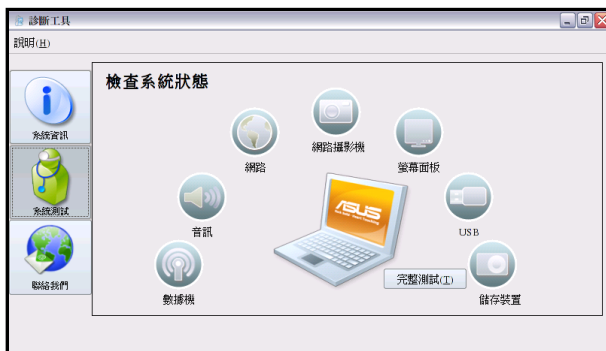 診斷工具
說明(H)
系統資訊
系統測試
聯絡我們
檢查系統狀態
網路攝影機
網路
螢幕面板
音訊
USB
數據機
ASUS
完整測試(T)
儲存裝置